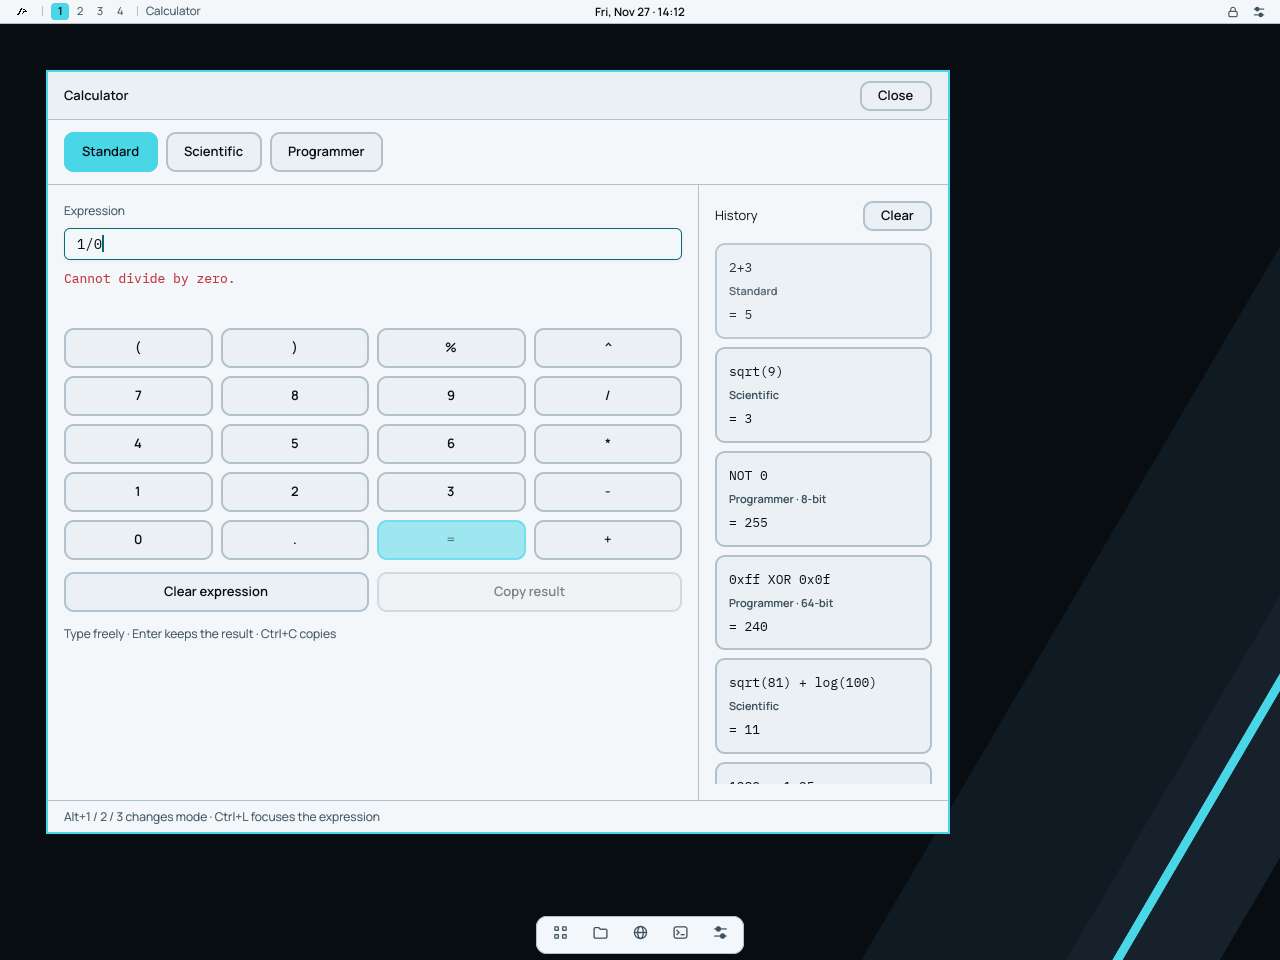 1 2 3 4 Calculator Fri, Nov 27 · 14:12
Calculator Close
Standard Scientific Programmer
Expression
1/0
Cannot divide by zero.
( ) % ^
7 8 9 /
4 5 6 *
1 2 3 -
0 . = +
Clear expression Copy result
Type freely · Enter keeps the result · Ctrl+C copies
History Clear
2+3
Standard
= 5
sqrt(9)
Scientific
= 3
NOT 0
Programmer · 8-bit
= 255
0xff XOR 0x0f
Programmer · 64-bit
= 240
sqrt(81) + log(100)
Scientific
= 11
Alt+1 / 2 / 3 changes mode · Ctrl+L focuses the expression